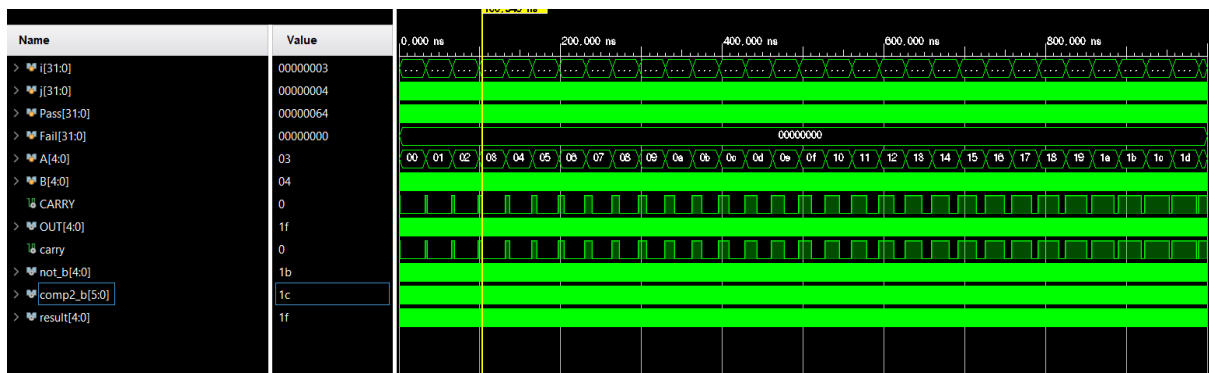 Name Value 0,000 ns 200,000 ns 400,000 ns 600,000 ns 800,000 ns
i[31:0] 00000003 ... ... ... ... ... ... ... ... ... ... ... ... ... ... ... ... ... ... ... ... ... ... ... ... ... ... ... ... ... ...
j[31:0] 00000004
Pass[31:0] 00000064
Fail[31:0] 00000000 00000000
A[4:0] 03 00 01 02 03 04 05 06 07 08 09 0a 0b 0c 0d 0e 0f 10 11 12 13 14 15 16 17 18 19 1a 1b 1c 1d
B[4:0] 04
CARRY 0
OUT[4:0] 1f
carry 0
not_b[4:0] 1b
comp2_b[5:0] 1c
result[4:0] 1f